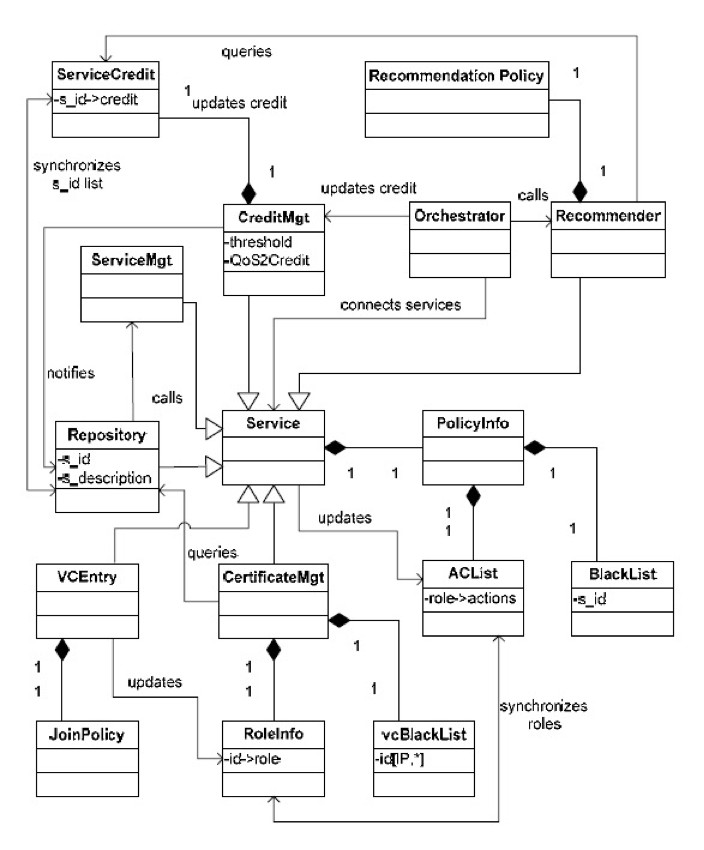 queries
ServiceCredit
-s_id->credit
Recommendation Policy
1
1
updates credit
synchronizes
s_id list
1
1
updates credit
calls
CreditMgt
-threshold
-QoS2Credit
Orchestrator
Recommender
ServiceMgt
connects services
notifies
calls
Repository
-s_id
-s_description
Service
PolicyInfo
1
1
1
1
updates
1
1
queries
VCEntry
CertificateMgt
ACList
-role->actions
BlackList
-s_id
1
1
updates
1
1
1
1
synchronizes
roles
JoinPolicy
RoleInfo
-id->role
vcBlackList
-id[IP,*]